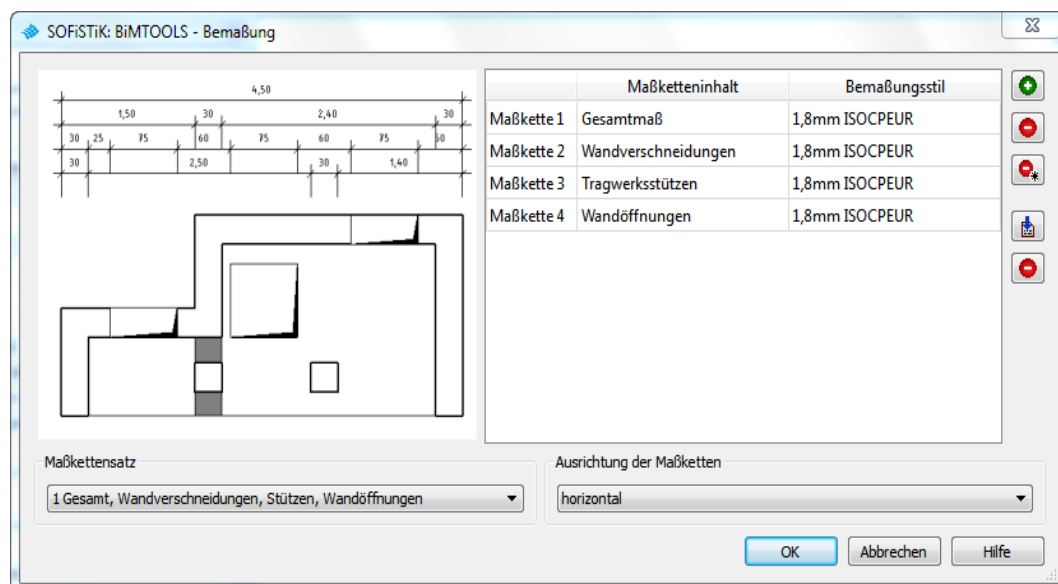 SOFiSTiK: BiMTOOLS - Bemaßung
4,50
1,50 30 2,40 30
30 25 75 60 75 60 75 50
30 2,50 30 1,40
Maßketteninhalt Bemaßungsstil
Maßkette 1 Gesamtmaß 1,8mm ISOCPEUR
Maßkette 2 Wandverschneidungen 1,8mm ISOCPEUR
Maßkette 3 Tragwerksstützen 1,8mm ISOCPEUR
Maßkette 4 Wandöffnungen 1,8mm ISOCPEUR
Maßkettensatz
1 Gesamt, Wandverschneidungen, Stützen, Wandöffnungen
Ausrichtung der Maßketten
horizontal
OK Abbrechen Hilfe